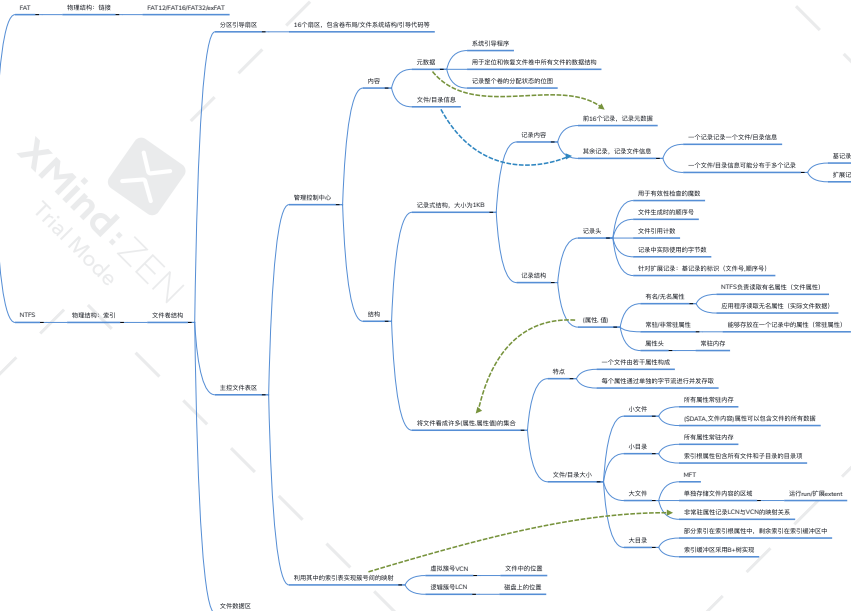 FAT
物理结构：链接
FAT12/FAT16/FAT32/exFAT
分区引导扇区
16个扇区，包含卷布局/文件系统结构/引导代码等
系统引导程序
元数据
用于定位和恢复文件卷中所有文件的数据结构
内容
记录整个卷的分配状态的位图
文件/目录信息
前16个记录，记录元数据
记录内容
一个记录记录一个文件/目录信息
其余记录，记录文件信息
基记录
一个文件/目录信息可能分布于多个记录
扩展记
管理控制中心
记录式结构，大小为1KB
用于有效性检查的魔数
文件生成时的顺序号
记录头
文件引用计数
记录中实际使用的字节数
针对扩展记录：基记录的标识（文件号,顺序号）
记录结构
NTFS负责读取有名属性（文件属性）
有名/无名属性
应用程序读取无名属性（实际文件数据）
(属性, 值)
常驻/非常驻属性
能够存放在一个记录中的属性（常驻属性）
属性头
常驻内存
NTFS
物理结构：索引
文件卷结构
结构
一个文件由若干属性构成
特点
每个属性通过单独的字节流进行并发存取
主控文件表区
将文件看成许多(属性,属性值)的集合
所有属性常驻内存
小文件
($DATA,文件内容)属性可以包含文件的所有数据
所有属性常驻内存
小目录
索引根属性包含所有文件和子目录的目录项
文件/目录大小
MFT
大文件
单独存储文件内容的区域
运行run/扩展extent
非常驻属性记录LCN与VCN的映射关系
部分索引在索引根属性中，剩余索引在索引缓冲区中
大目录
索引缓冲区采用B+树实现
利用其中的索引表实现簇号间的映射
虚拟簇号VCN
文件中的位置
逻辑簇号LCN
磁盘上的位置
文件数据区
XMind:ZEN
Trial Mode